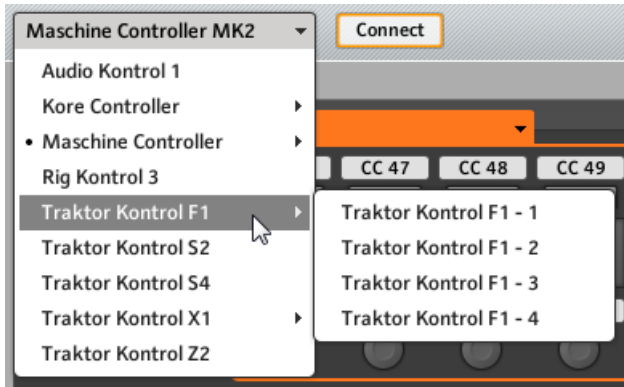 Maschine Controller MK2
Connect
Audio Kontrol 1
Kore Controller
Maschine Controller
CC 47 CC 48 CC 49
Rig Kontrol 3
Traktor Kontrol F1
Traktor Kontrol F1 - 1
Traktor Kontrol S2
Traktor Kontrol F1 - 2
Traktor Kontrol S4
Traktor Kontrol F1 - 3
Traktor Kontrol X1
Traktor Kontrol F1 - 4
Traktor Kontrol Z2